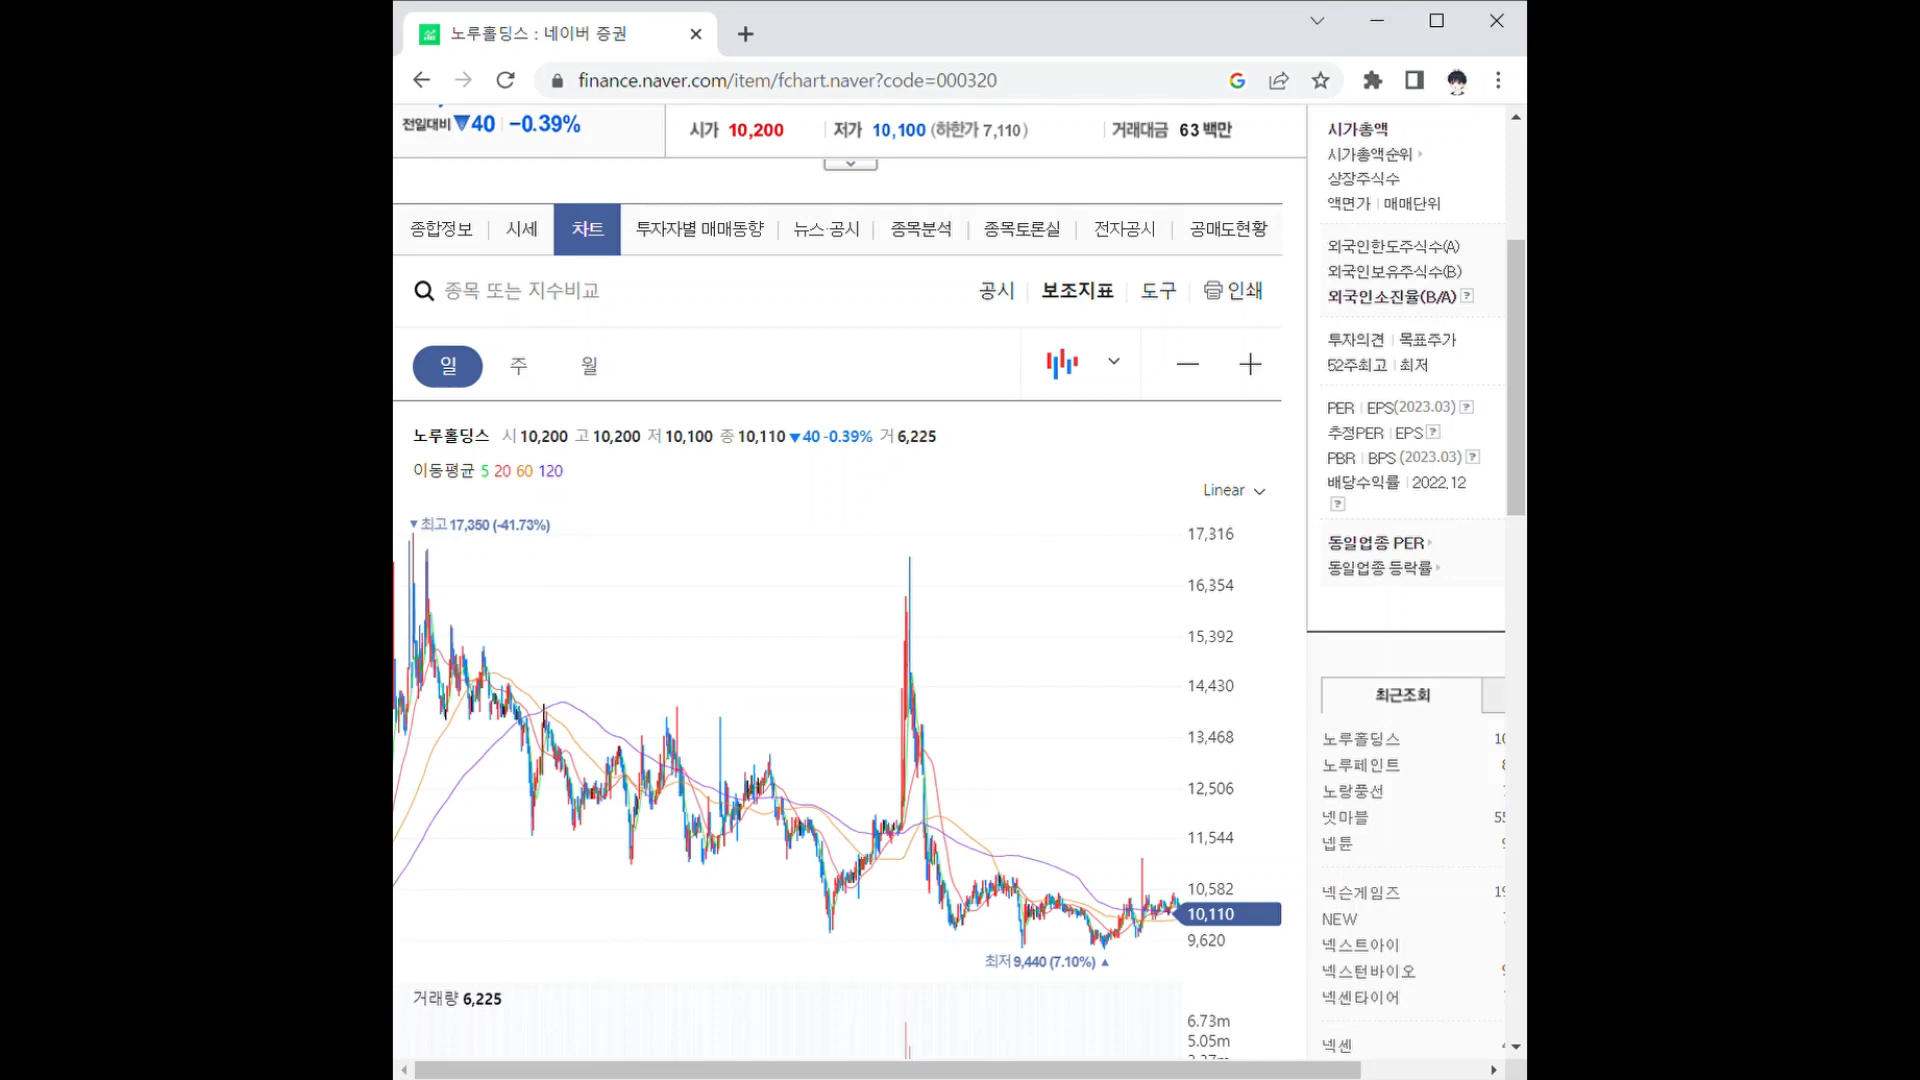 노루홀딩스 : 네이버 증권
finance.naver.com/item/fchart.naver?code=000320
전일대비 ▼40 -0.39%
시가 10,200 저가 10,100 (하한가 7,110) 거래대금 63 백만
종합정보 시세 차트 투자자별 매매동향 뉴스·공시 종목분석 종목토론실 전자공시 공매도현황
종목 또는 지수비교 공시 보조지표 도구 인쇄
일 주 월
노루홀딩스 시 10,200 고 10,200 저 10,100 종 10,110 ▼40 -0.39% 거 6,225
이동평균 5 20 60 120
Linear
▼최고 17,350 (-41.73%)
17,316
16,354
15,392
14,430
13,468
12,506
11,544
10,582
10,110
9,620
최저 9,440 (7.10%) ▲
거래량 6,225
6.73m
5.05m
시가총액
시가총액순위
상장주식수
액면가 매매단위
외국인한도주식수(A)
외국인보유주식수(B)
외국인소진율(B/A) ?
투자의견 목표주가
52주최고 최저
PER EPS(2023.03) ?
추정PER EPS ?
PBR BPS (2023.03) ?
배당수익률 2022.12
?
동일업종 PER
동일업종 등락률
최근조회
노루홀딩스
노루페인트
노랑풍선
넷마블
넵튠
넥슨게임즈
NEW
넥스트아이
넥스턴바이오
넥센타이어
넥센